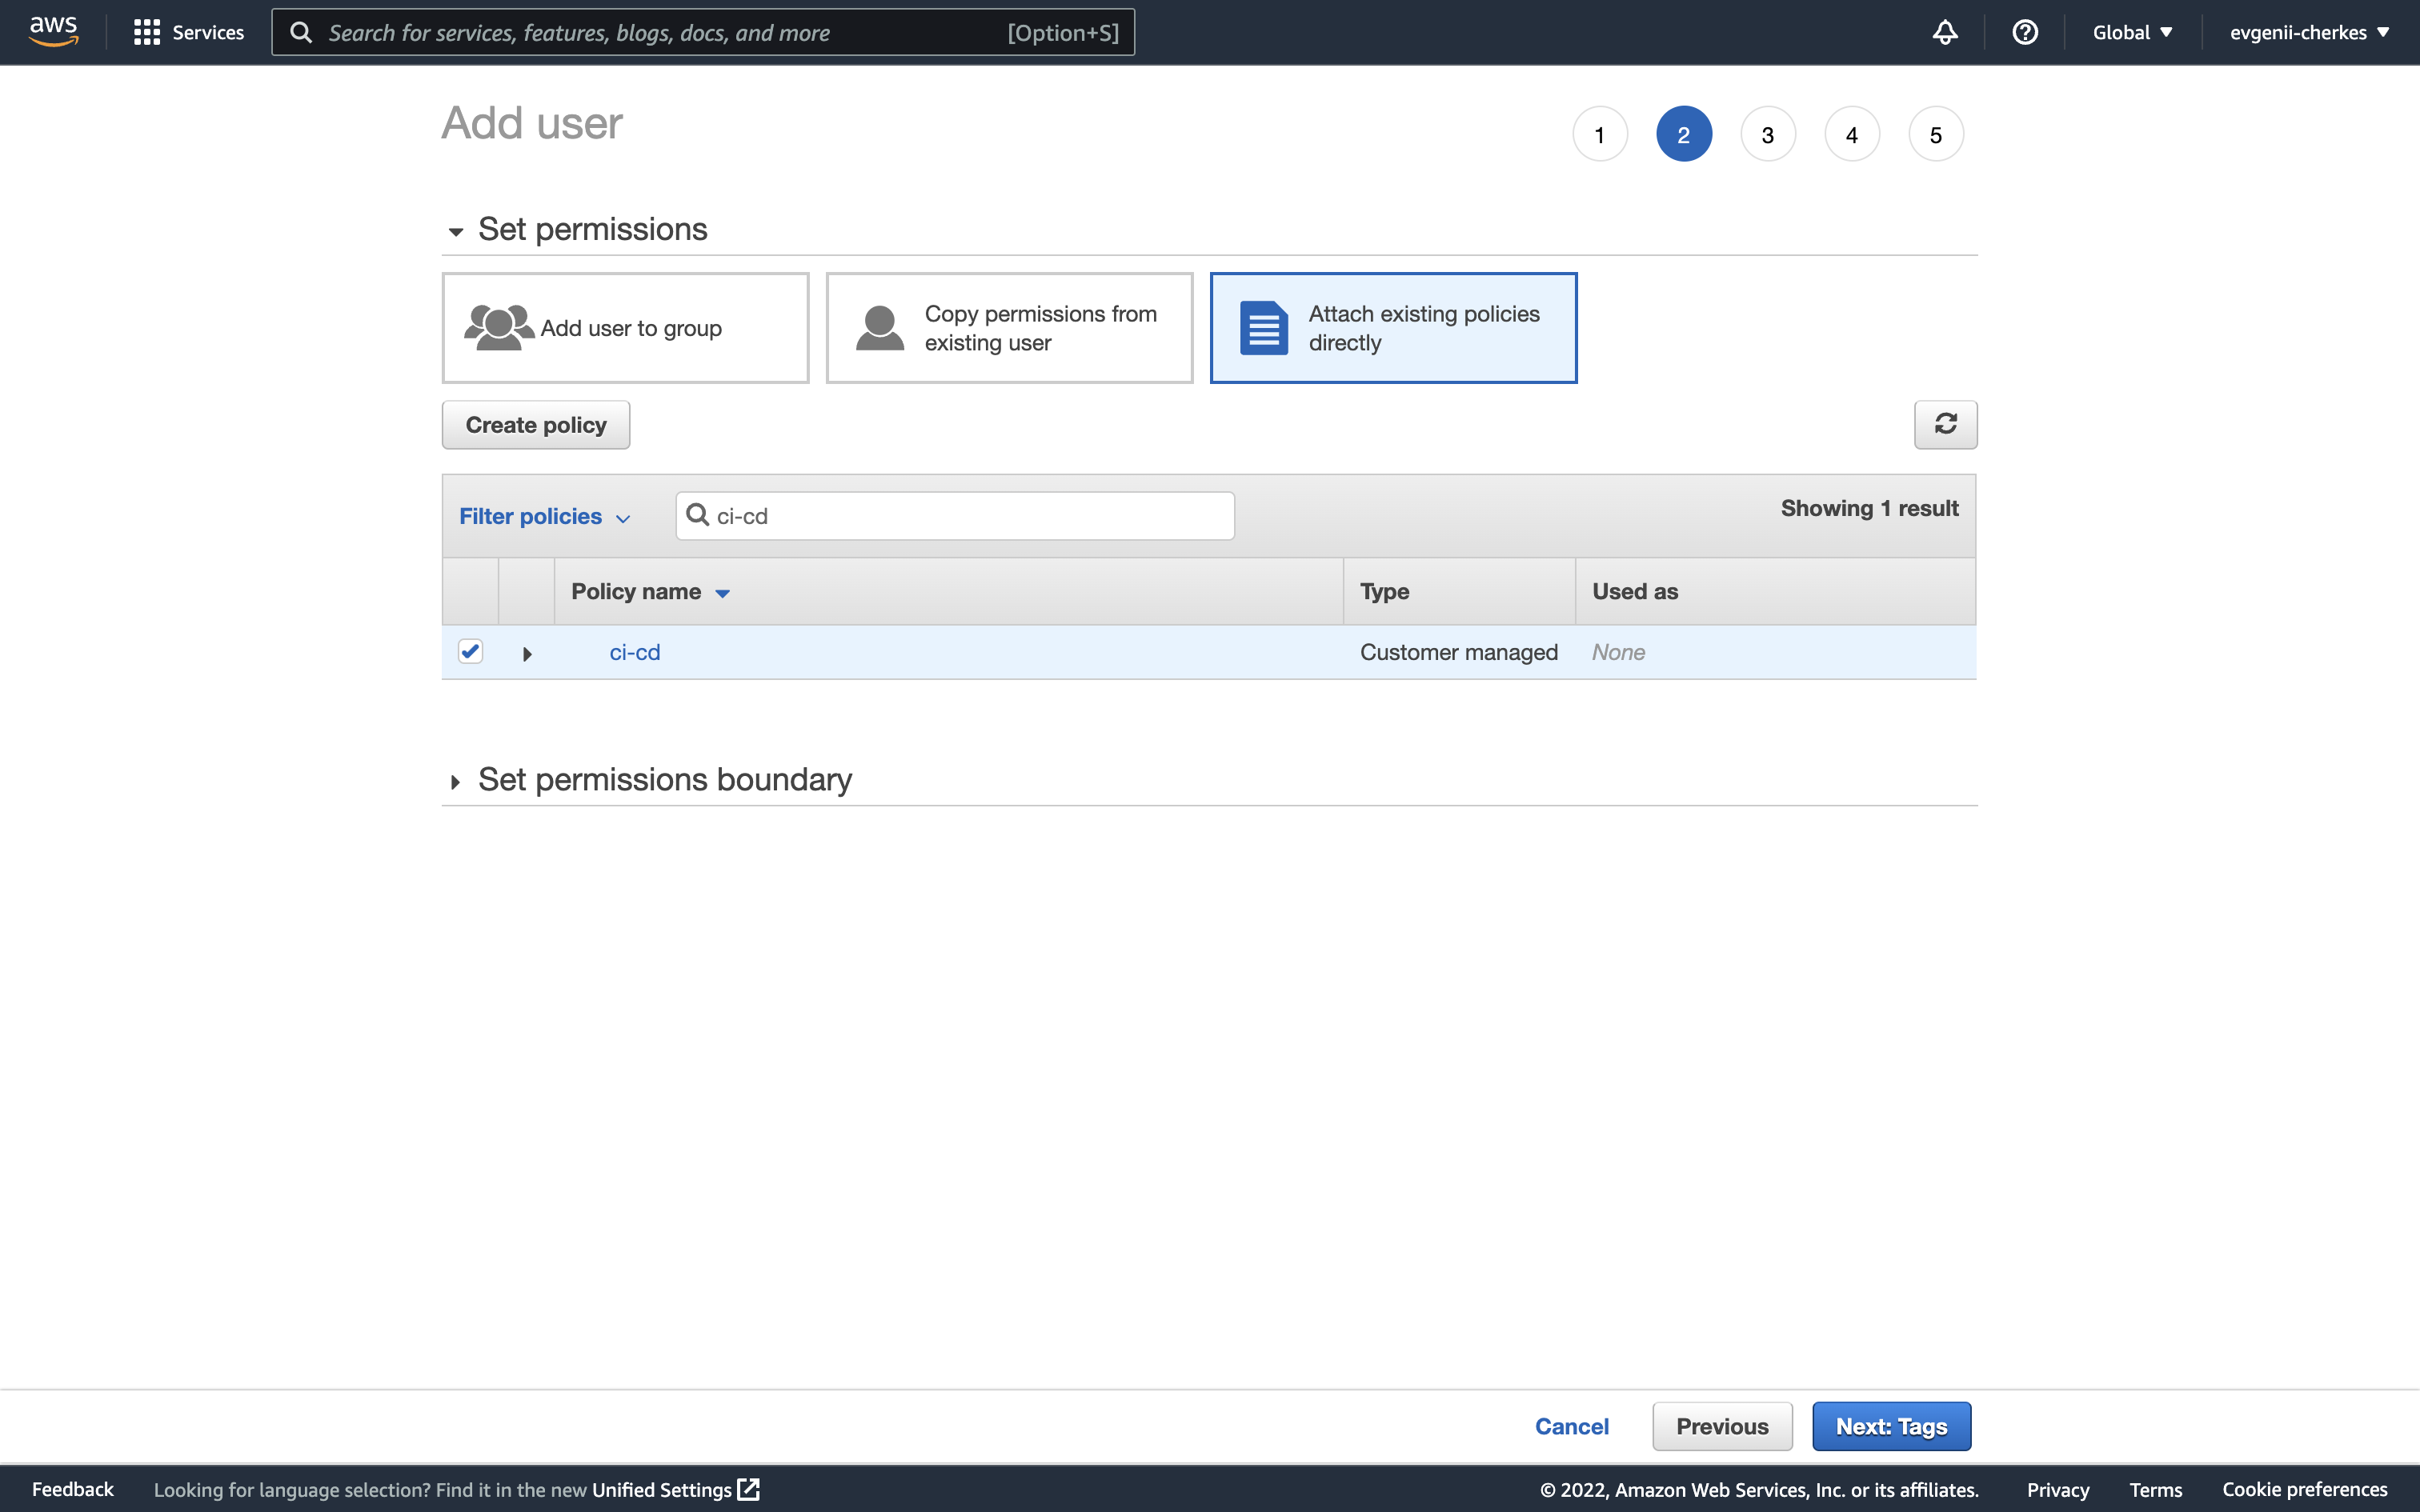 aws
Services
Search for services, features, blogs, docs, and more
[Option+S]
Global
evgenii-cherkes
Add user
1
2
3
4
5
Set permissions
Add user to group
Copy permissions from
existing user
Attach existing policies
directly
Create policy
Filter policies
ci-cd
Showing 1 result
Policy name
Type
Used as
ci-cd
Customer managed
None
Set permissions boundary
Cancel
Previous
Next: Tags
Feedback
Looking for language selection? Find it in the new Unified Settings
© 2022, Amazon Web Services, Inc. or its affiliates.
Privacy
Terms
Cookie preferences